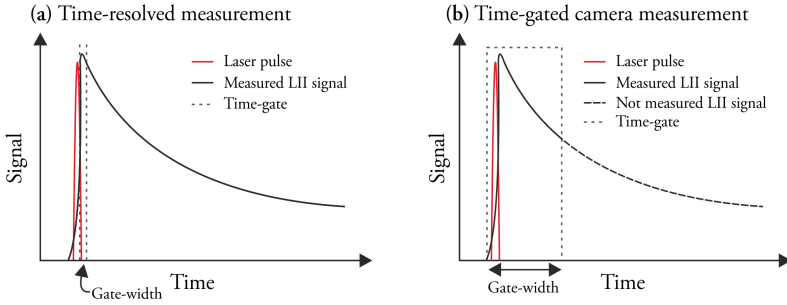 (a) Time-resolved measurement
Signal
Laser pulse
Measured LII signal
Time-gate
Time
Gate-width
(b) Time-gated camera measurement
Signal
Laser pulse
Measured LII signal
Not measured LII signal
Time-gate
Gate-width
Time